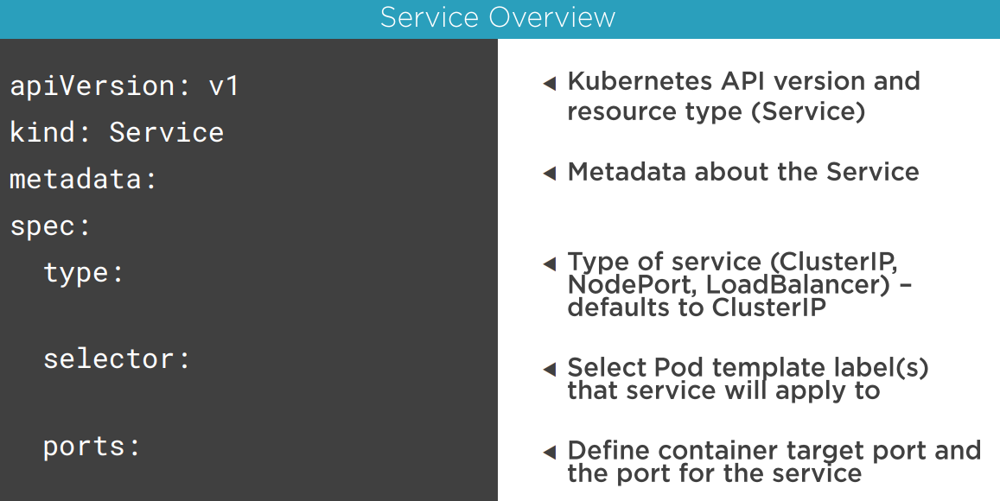 Service Overview
apiVersion: v1
kind: Service
metadata:
spec:
  type:
  selector:
  ports:
Kubernetes API version and
resource type (Service)
Metadata about the Service
Type of service (ClusterIP,
NodePort, LoadBalancer) –
defaults to ClusterIP
Select Pod template label(s)
that service will apply to
Define container target port and
the port for the service